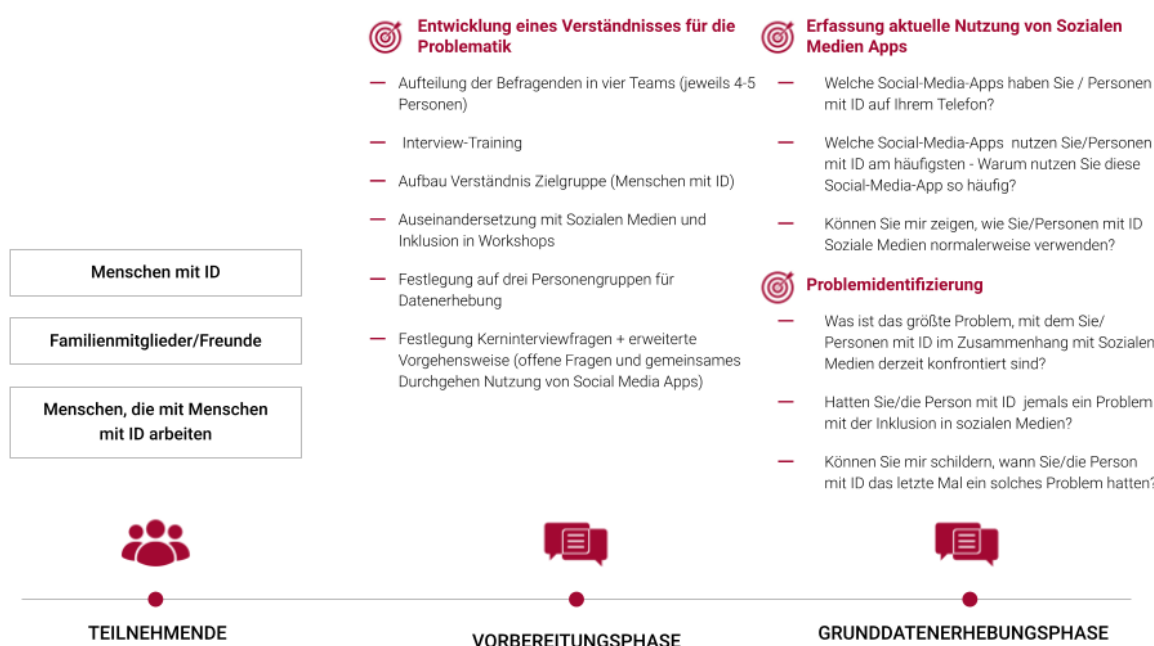 Menschen mit ID
Familienmitglieder/Freunde
Menschen, die mit Menschen
mit ID arbeiten
TEILNEHMENDE
Entwicklung eines Verständnisses für die
Problematik
— Aufteilung der Befragenden in vier Teams (jeweils 4-5
Personen)
— Interview-Training
— Aufbau Verständnis Zielgruppe (Menschen mit ID)
— Auseinandersetzung mit Sozialen Medien und
Inklusion in Workshops
— Festlegung auf drei Personengruppen für
Datenerhebung
— Festlegung Kerninterviewfragen + erweiterte
Vorgehensweise (offene Fragen und gemeinsames
Durchgehen Nutzung von Social Media Apps)
VORBEREITUNGSPHASE
Erfassung aktuelle Nutzung von Sozialen
Medien Apps
— Welche Social-Media-Apps haben Sie / Personen
mit ID auf Ihrem Telefon?
— Welche Social-Media-Apps nutzen Sie/Personen
mit ID am häufigsten - Warum nutzen Sie diese
Social-Media-App so häufig?
— Können Sie mir zeigen, wie Sie/Personen mit ID
Soziale Medien normalerweise verwenden?
Problemidentifizierung
— Was ist das größte Problem, mit dem Sie/
Personen mit ID im Zusammenhang mit Sozialen
Medien derzeit konfrontiert sind?
— Hatten Sie/die Person mit ID jemals ein Problem
mit der Inklusion in sozialen Medien?
— Können Sie mir schildern, wann Sie/die Person
mit ID das letzte Mal ein solches Problem hatten?
GRUNDDATENERHEBUNGSPHASE